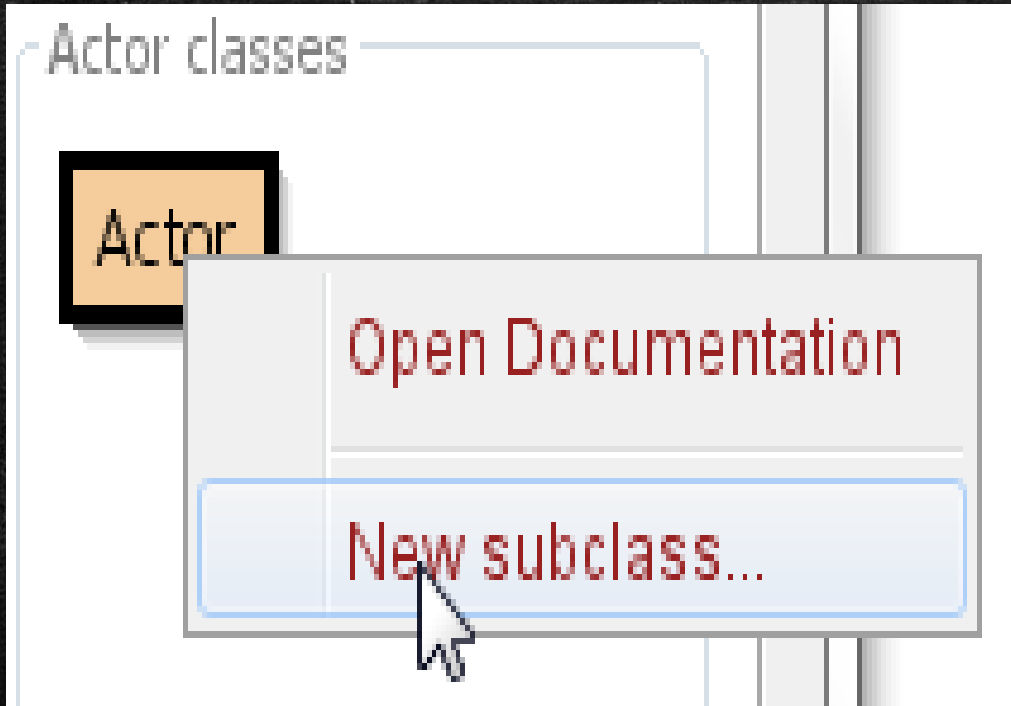 Actor classes
Actor
Open Documentation
New subclass...